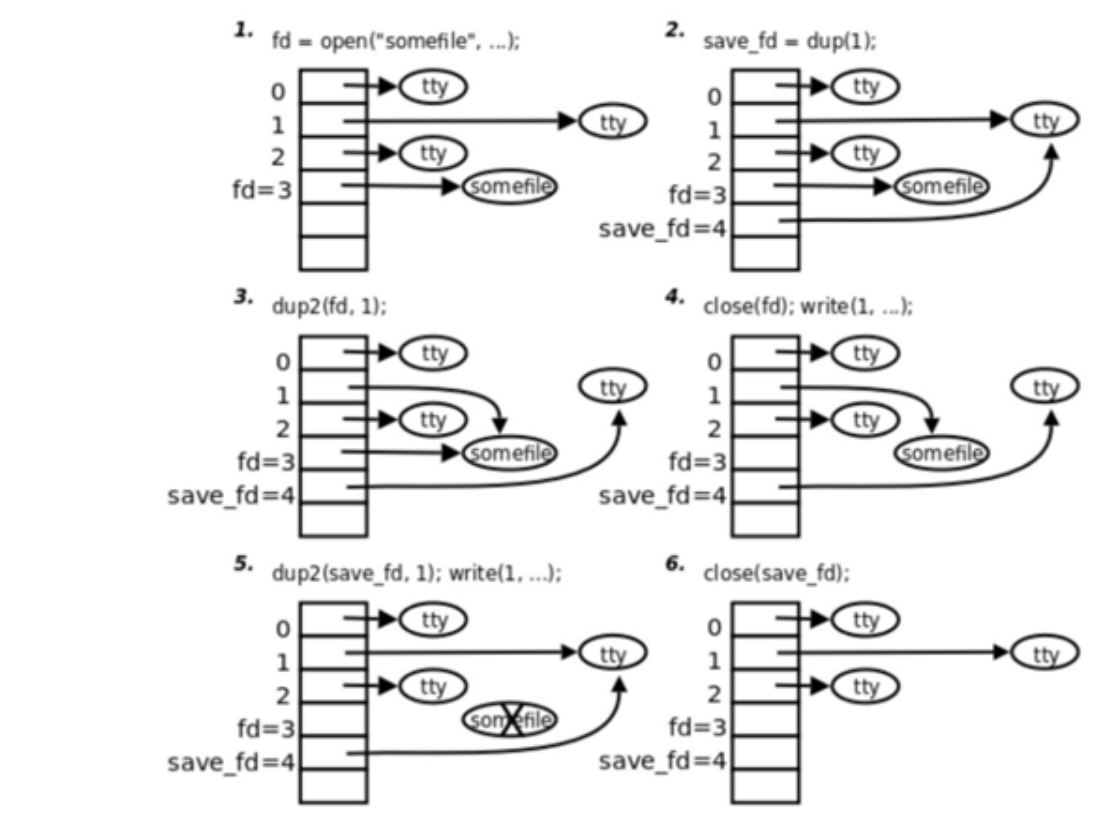 1. fd = open("somefile", ...);
0 tty
1 tty
2 tty
fd=3 somefile
2. save_fd = dup(1);
0 tty
1 tty
2 tty
fd=3 somefile
save_fd=4
3. dup2(fd, 1);
0 tty
1 tty
2 tty
fd=3 somefile
save_fd=4
4. close(fd); write(1, ...);
0 tty
1 tty
2 tty
fd=3 somefile
save_fd=4
5. dup2(save_fd, 1); write(1, ...);
0 tty
1 tty
2 tty
fd=3 somefile
save_fd=4
6. close(save_fd);
0 tty
1 tty
2 tty
fd=3
save_fd=4